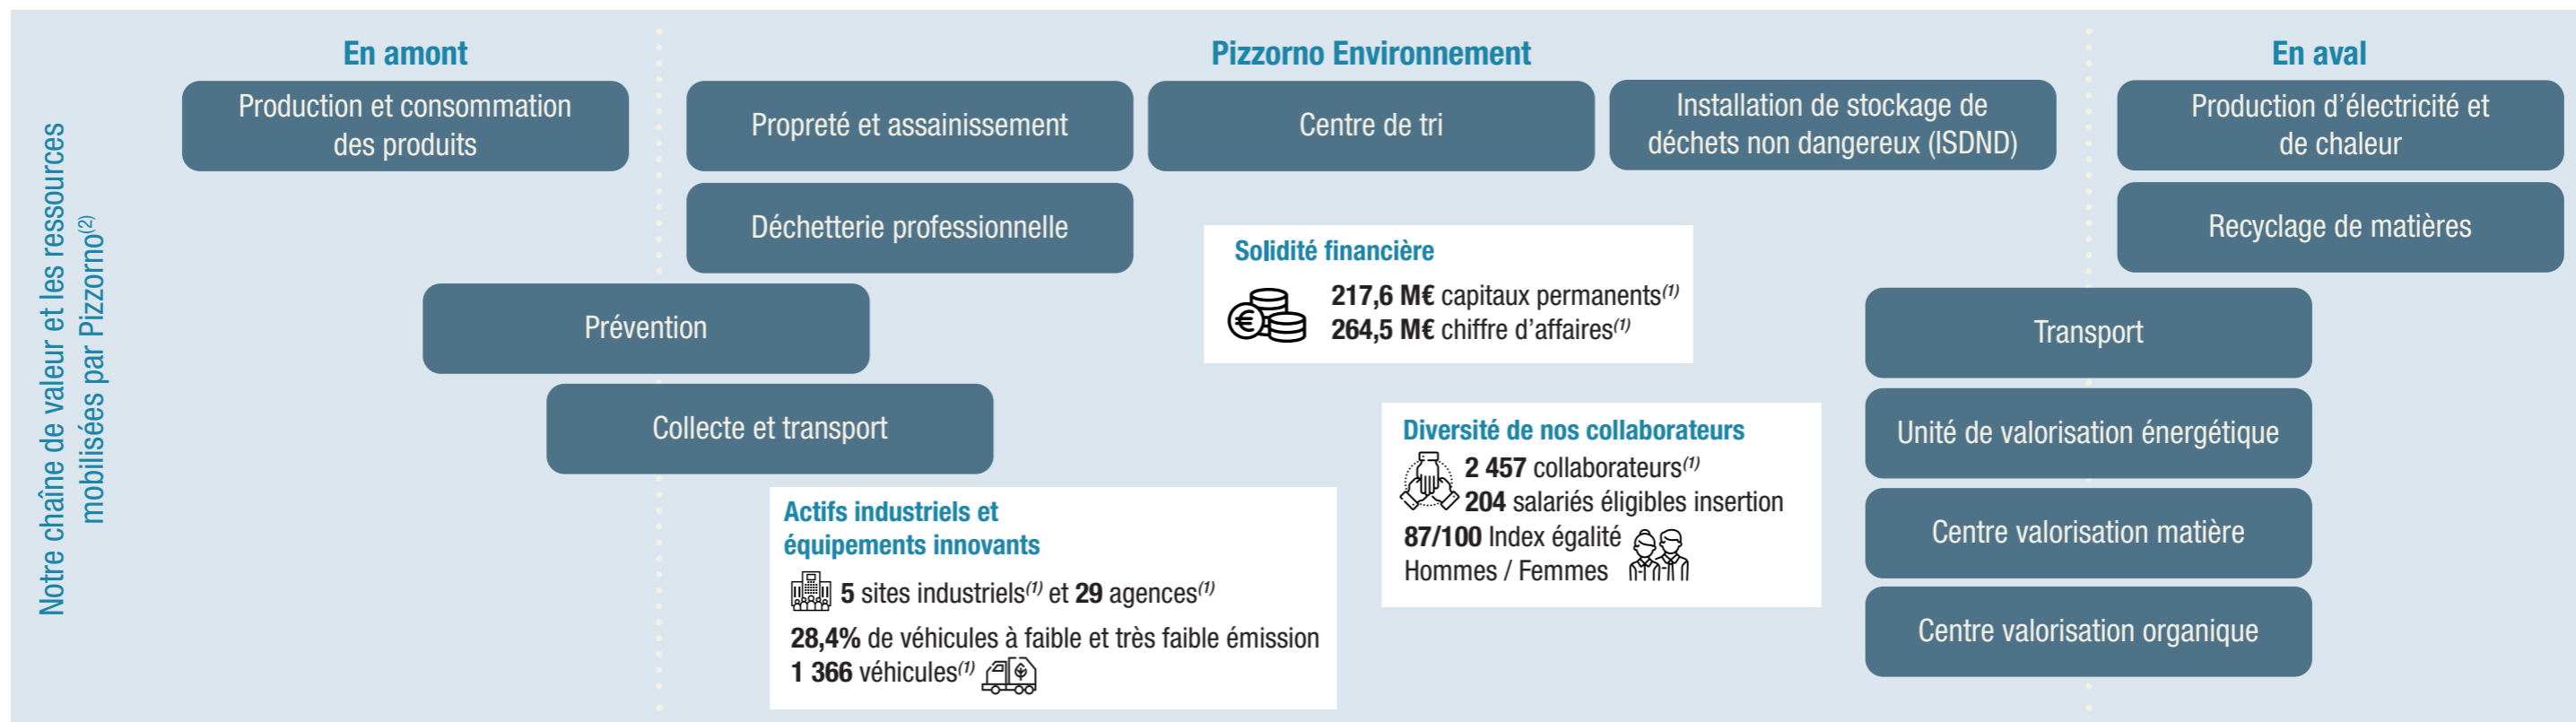 Notre chaîne de valeur et les ressources
mobilisées par Pizzorno(2)
En amont
Pizzorno Environnement
En aval
Production et consommation
des produits
Propreté et assainissement
Centre de tri
Installation de stockage de
déchets non dangereux (ISDND)
Production d’électricité et
de chaleur
Déchetterie professionnelle
Recyclage de matières
Solidité financière
217,6 M€ capitaux permanents(1)
264,5 M€ chiffre d’affaires(1)
Prévention
Transport
Collecte et transport
Unité de valorisation énergétique
Diversité de nos collaborateurs
2 457 collaborateurs(1)
204 salariés éligibles insertion
87/100 Index égalité
Hommes / Femmes
Actifs industriels et
équipements innovants
5 sites industriels(1) et 29 agences(1)
28,4% de véhicules à faible et très faible émission
1 366 véhicules(1)
Centre valorisation matière
Centre valorisation organique